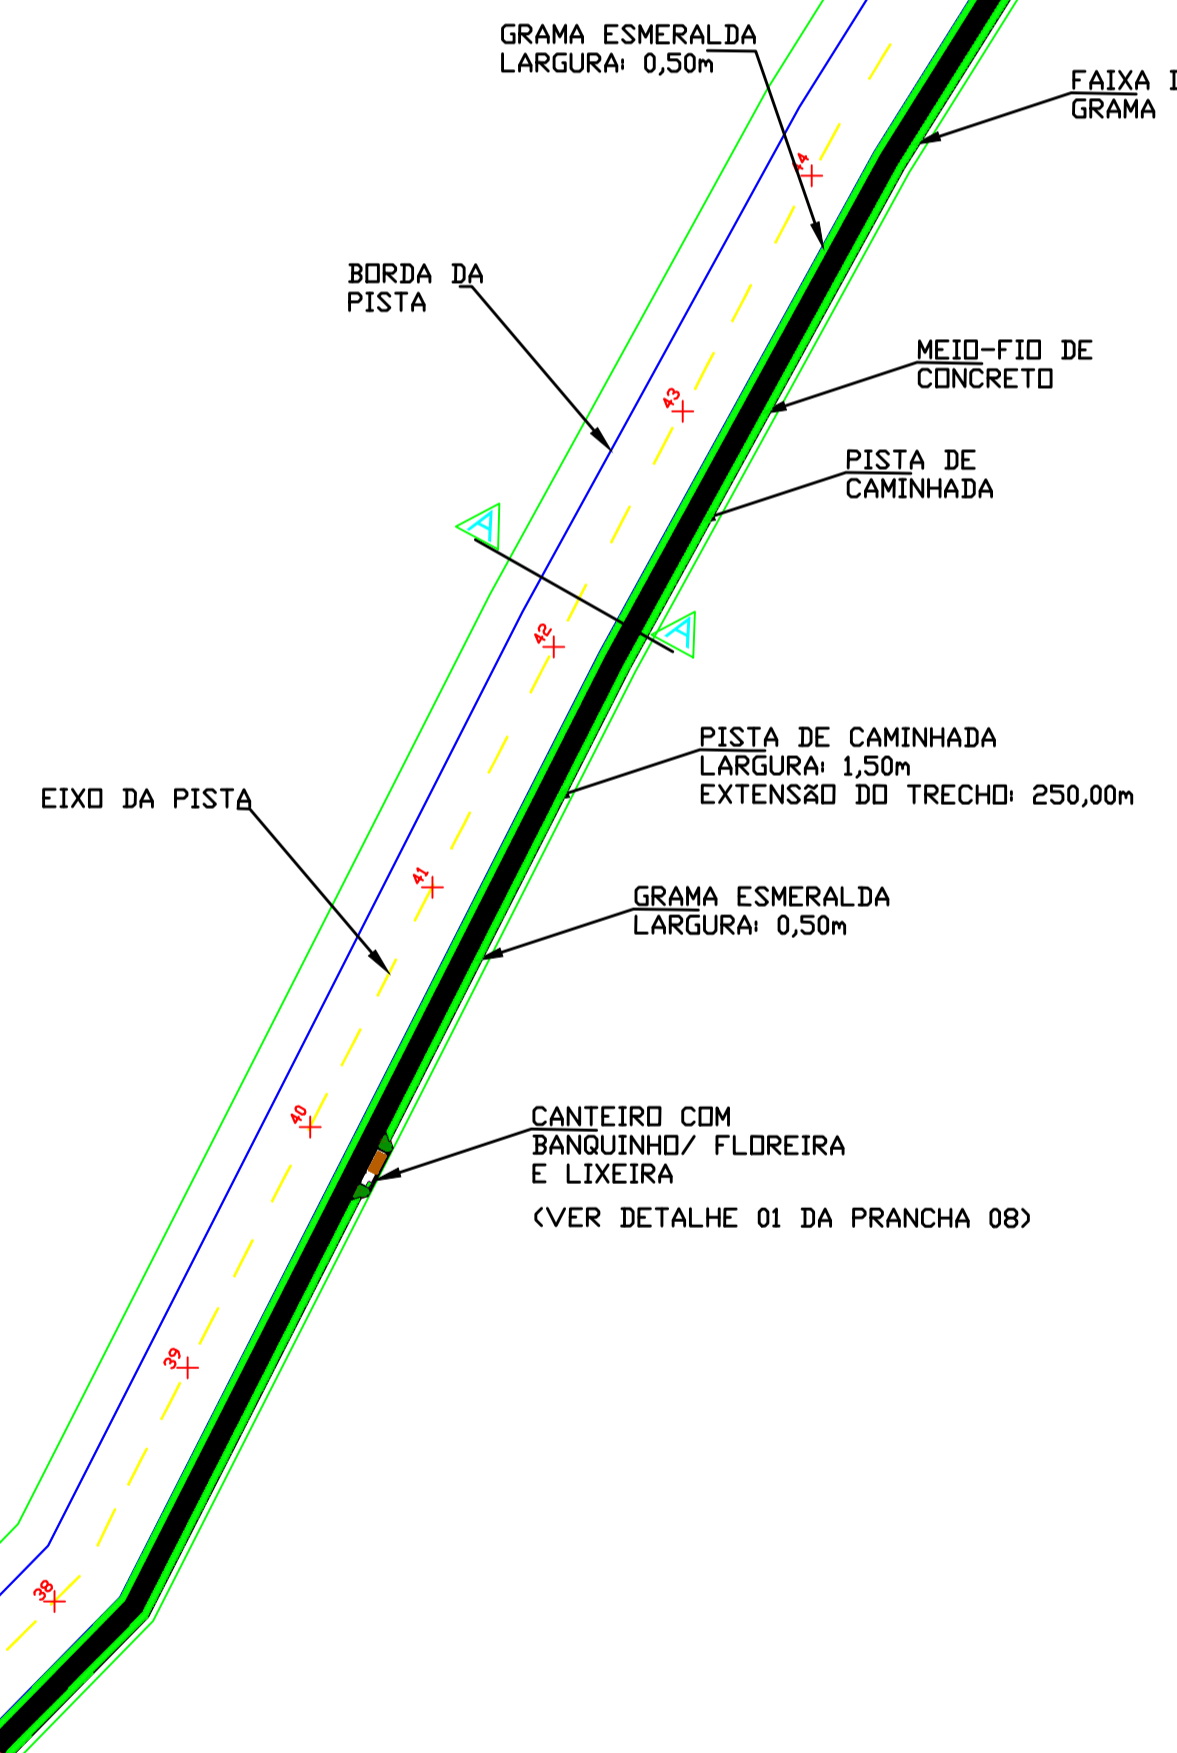 GRAMA ESMERALDA
LARGURA: 0,50m
FAIXA
GRAMA
44
BORDA DA
PISTA
MEIO-FIO DE
CONCRETO
43
PISTA DE
CAMINHADA
A
A
42
PISTA DE CAMINHADA
LARGURA: 1,50m
EXTENSÃO DO TRECHO: 250,00m
EIXO DA PISTA
41
GRAMA ESMERALDA
LARGURA: 0,50m
40
CANTEIRO COM
BANQUINHO/ FLOREIRA
E LIXEIRA
(VER DETALHE 01 DA PRANCHA 08)
39
38